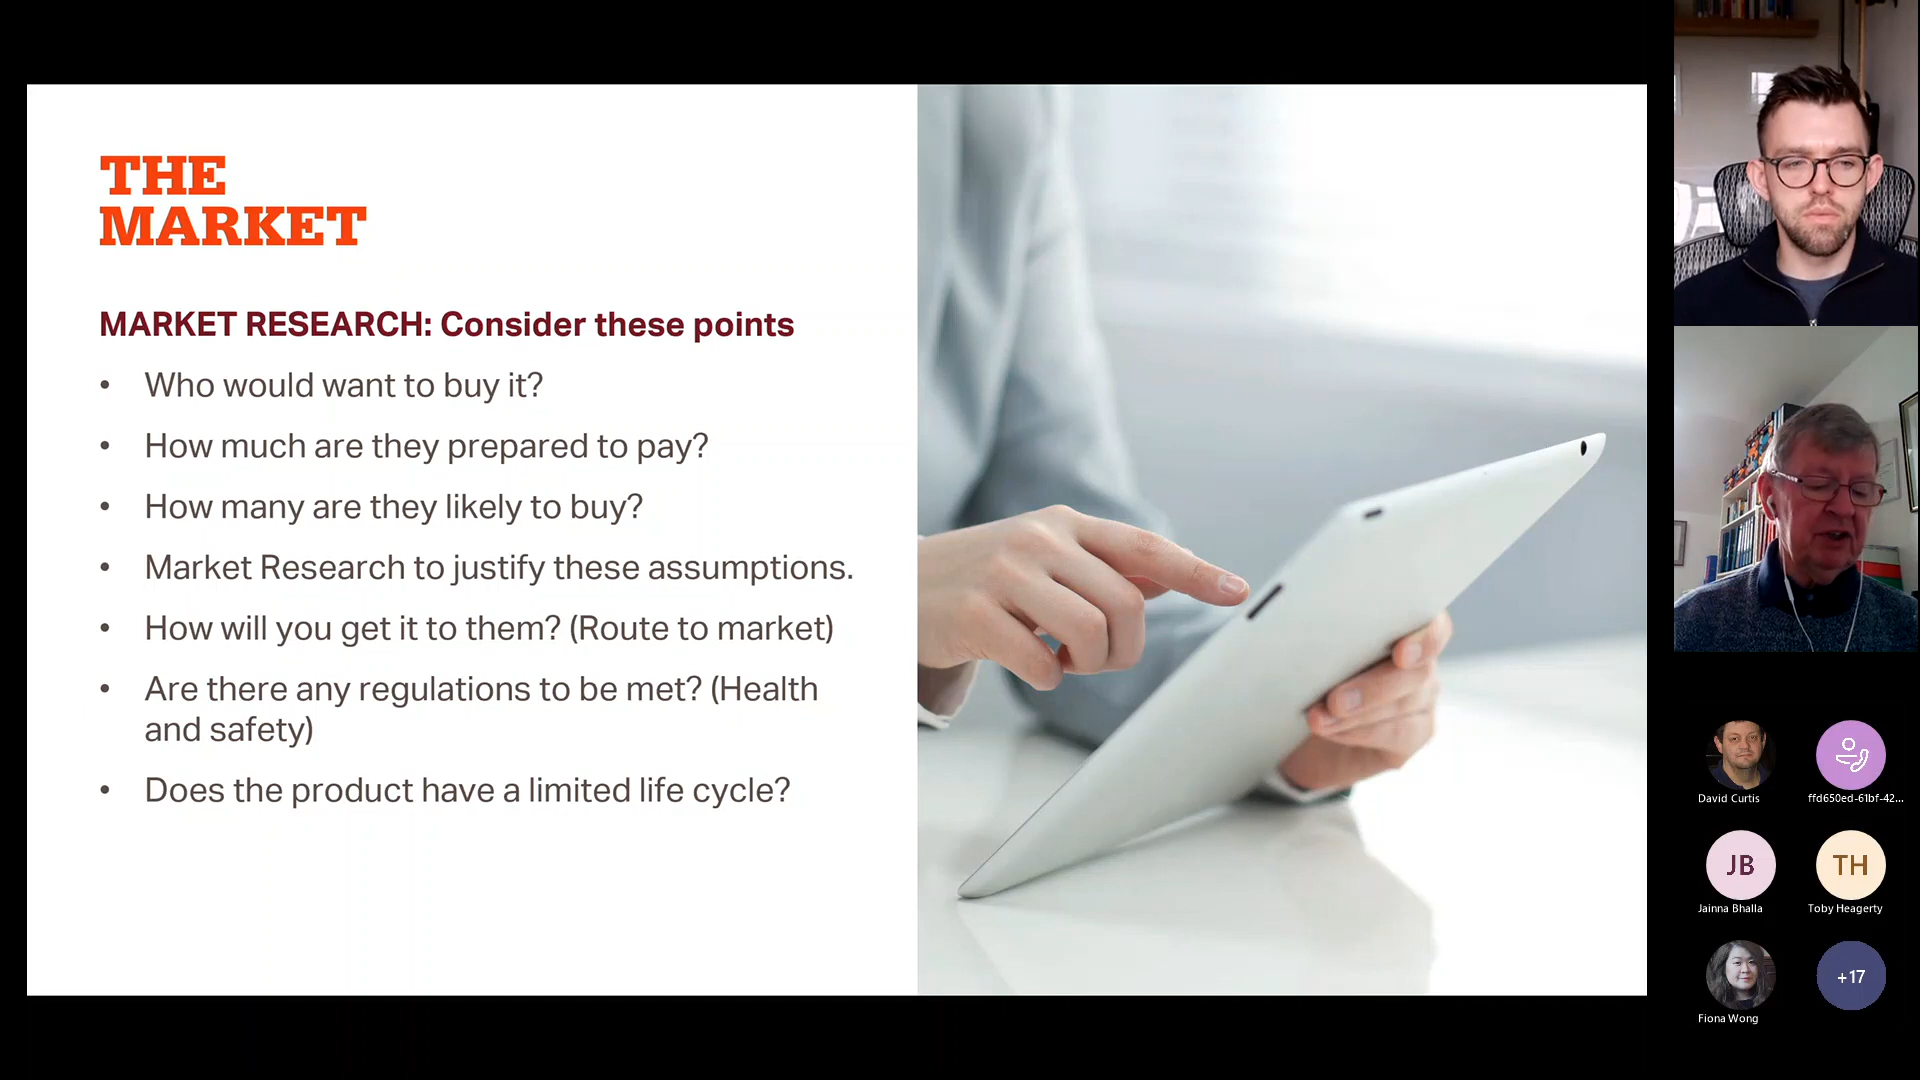 THE
MARKET
MARKET RESEARCH: Consider these points
• Who would want to buy it?
• How much are they prepared to pay?
• How many are they likely to buy?
• Market Research to justify these assumptions.
• How will you get it to them? (Route to market)
• Are there any regulations to be met? (Health
and safety)
• Does the product have a limited life cycle?
David Curtis
ffd650ed-61bf-42...
JB
Jainna Bhalla
TH
Toby Heagerty
Fiona Wong
+17